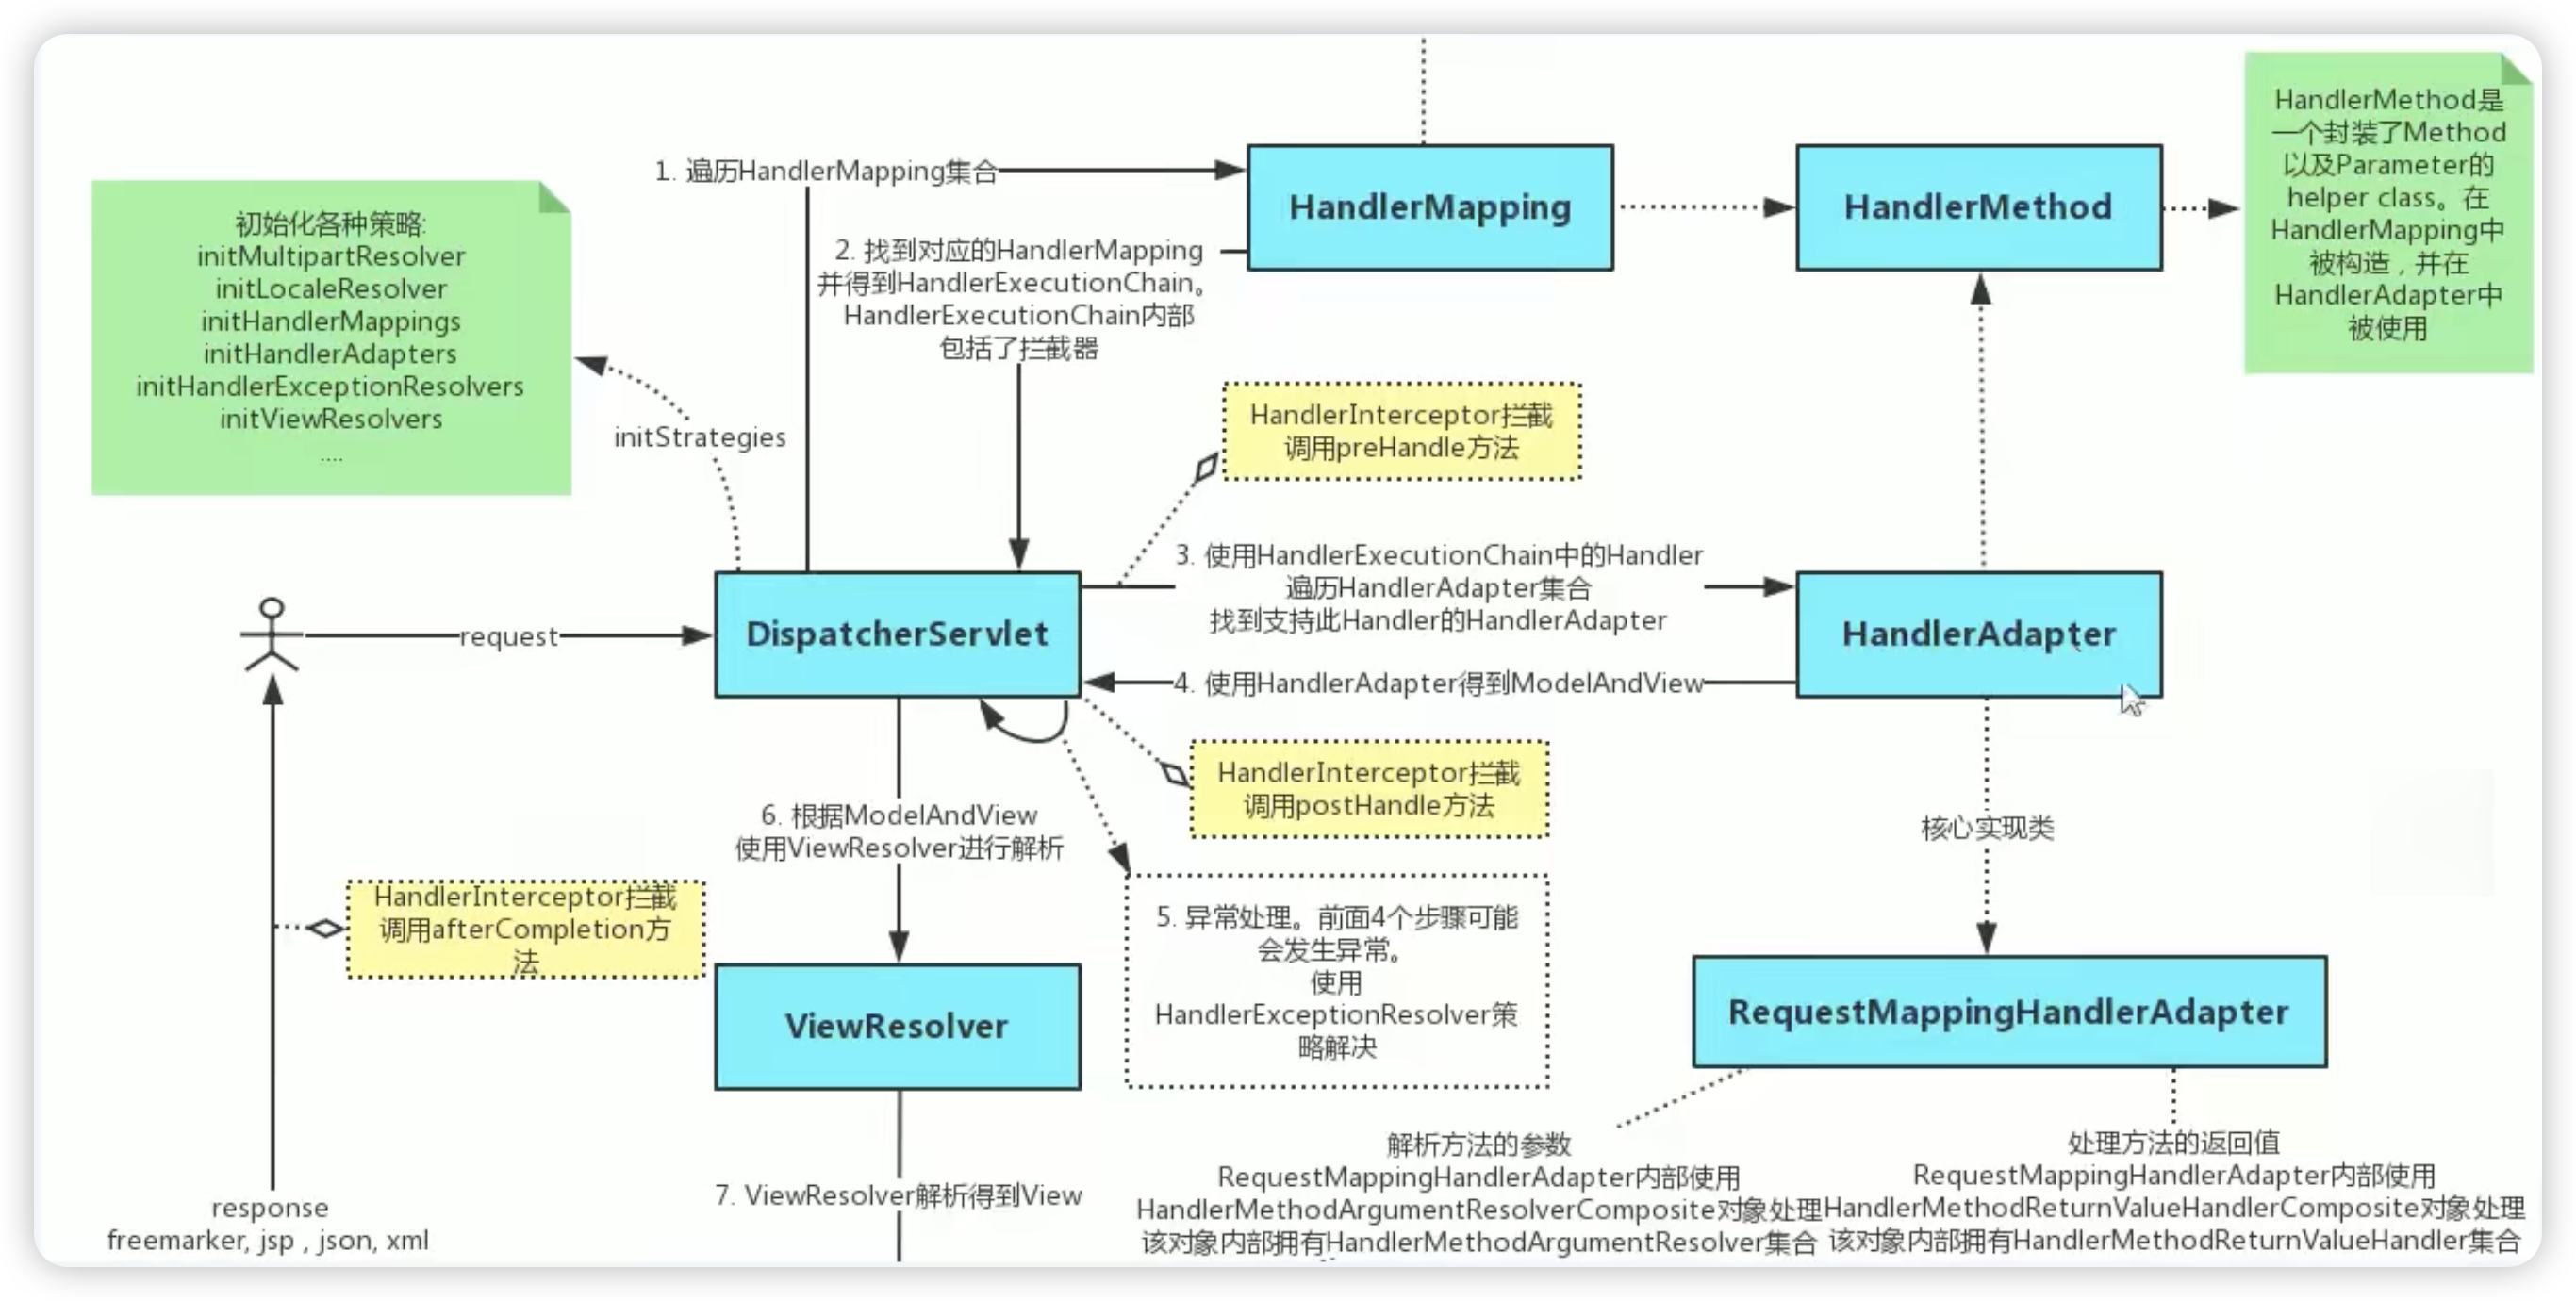 初始化各种策略:
initMultipartResolver
initLocaleResolver
initHandlerMappings
initHandlerAdapters
initHandlerExceptionResolvers
initViewResolvers
....
initStrategies
1. 遍历HandlerMapping集合
HandlerMapping
HandlerMethod
HandlerMethod是
一个封装了Method
以及Parameter的
helper class。在
HandlerMapping中
被构造，并在
HandlerAdapter中
被使用
2. 找到对应的HandlerMapping
并得到HandlerExecutionChain。
HandlerExecutionChain内部
包括了拦截器
HandlerInterceptor拦截
调用preHandle方法
request
DispatcherServlet
3. 使用HandlerExecutionChain中的Handler
遍历HandlerAdapter集合
找到支持此Handler的HandlerAdapter
HandlerAdapter
4. 使用HandlerAdapter得到ModelAndView
HandlerInterceptor拦截
调用postHandle方法
5. 异常处理。前面4个步骤可能
会发生异常。
使用
HandlerExceptionResolver策
略解决
6. 根据ModelAndView
使用ViewResolver进行解析
HandlerInterceptor拦截
调用afterCompletion方
法
ViewResolver
7. ViewResolver解析得到View
response
freemarker, jsp , json, xml
核心实现类
RequestMappingHandlerAdapter
解析方法的参数
RequestMappingHandlerAdapter内部使用
HandlerMethodArgumentResolverComposite对象处理
该对象内部拥有HandlerMethodArgumentResolver集合
处理方法的返回值
RequestMappingHandlerAdapter内部使用
HandlerMethodReturnValueHandlerComposite对象处理
该对象内部拥有HandlerMethodReturnValueHandler集合